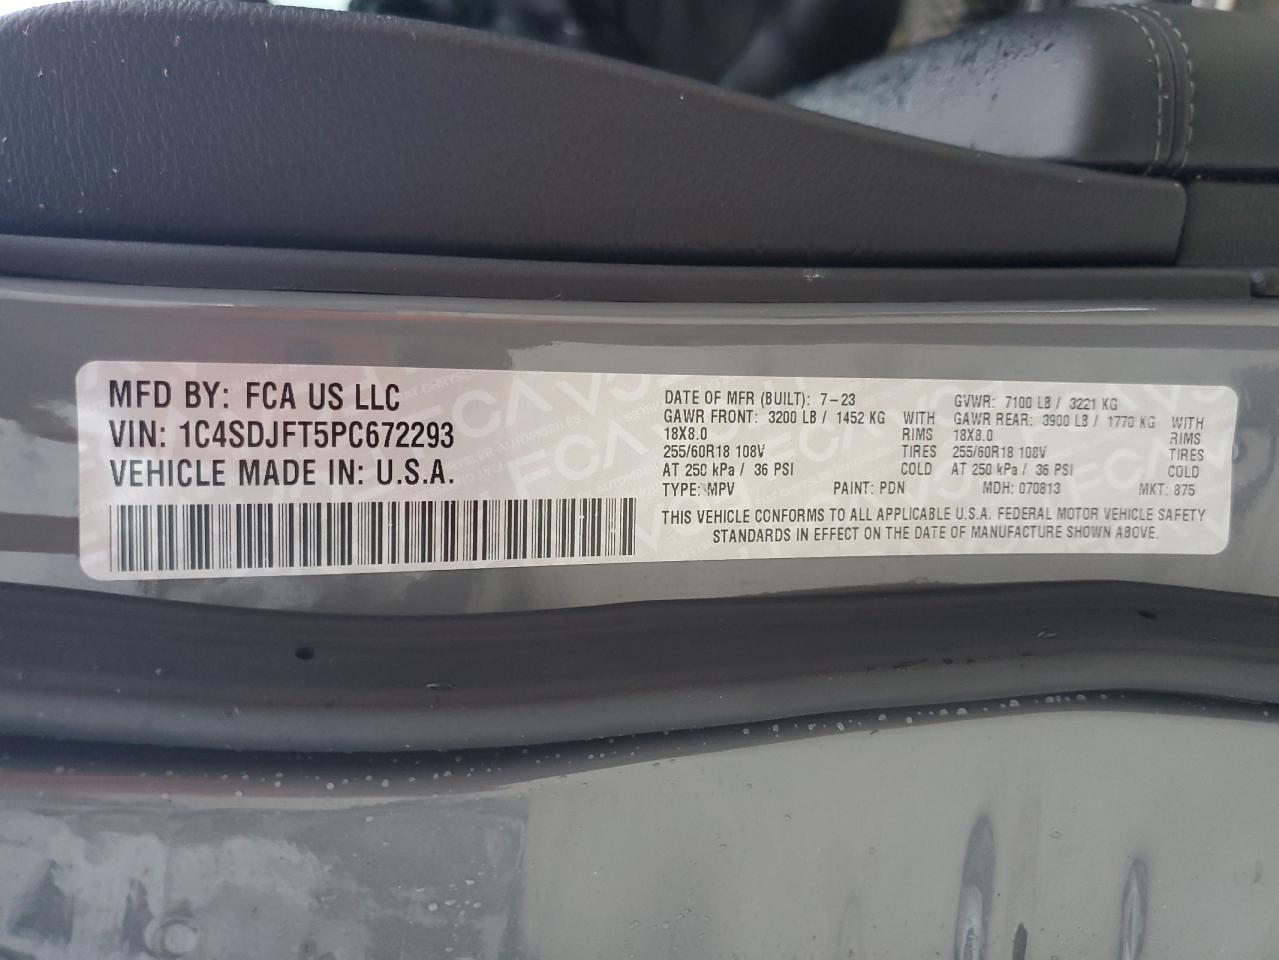 MFD BY: FCA US LLC
VIN: 1C4SDJFT5PC672293
VEHICLE MADE IN: U.S.A.
DATE OF MFR (BUILT): 7-23 GVWR: 7100 LB / 3221 KG
GAWR FRONT: 3200 LB / 1452 KG WITH GAWR REAR: 3900 LB / 1770 KG WITH
18X8.0 RIMS 18X8.0 RIMS
255/60R18 108V TIRES 255/60R18 108V TIRES
AT 250 kPa / 36 PSI COLD AT 250 kPa / 36 PSI COLD
TYPE: MPV PAINT: PDN MDH: 070813 MKT: 875
THIS VEHICLE CONFORMS TO ALL APPLICABLE U.S.A. FEDERAL MOTOR VEHICLE SAFETY
STANDARDS IN EFFECT ON THE DATE OF MANUFACTURE SHOWN ABOVE.